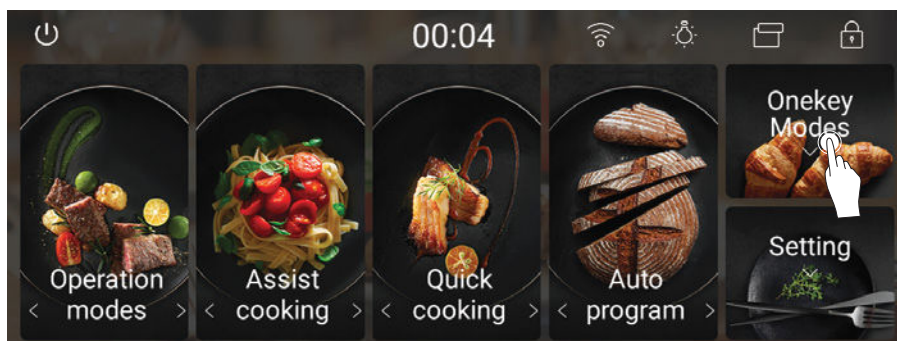 00:04
Operation
modes
Assist
cooking
Quick
cooking
Auto
program
Onekey
Modes
Setting